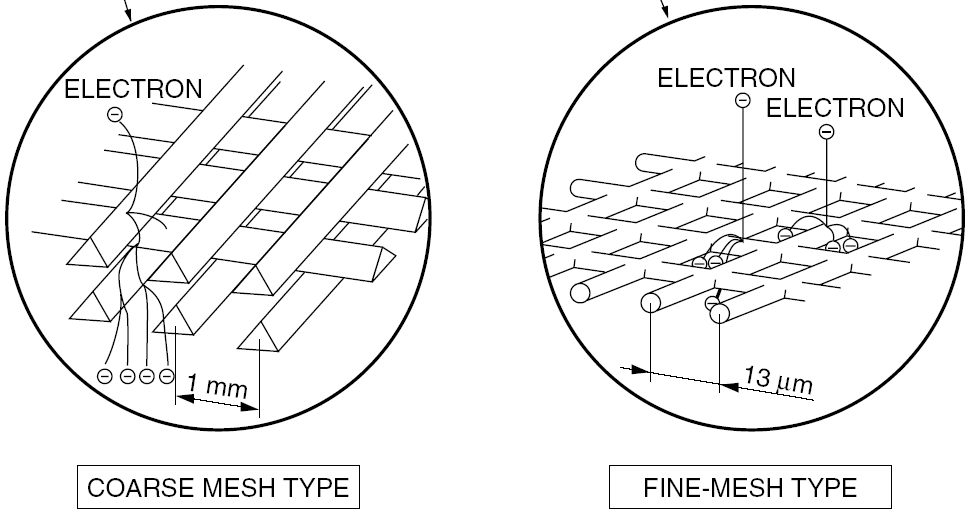 ELECTRON
1 mm
COARSE MESH TYPE
ELECTRON
ELECTRON
13 μm
FINE-MESH TYPE